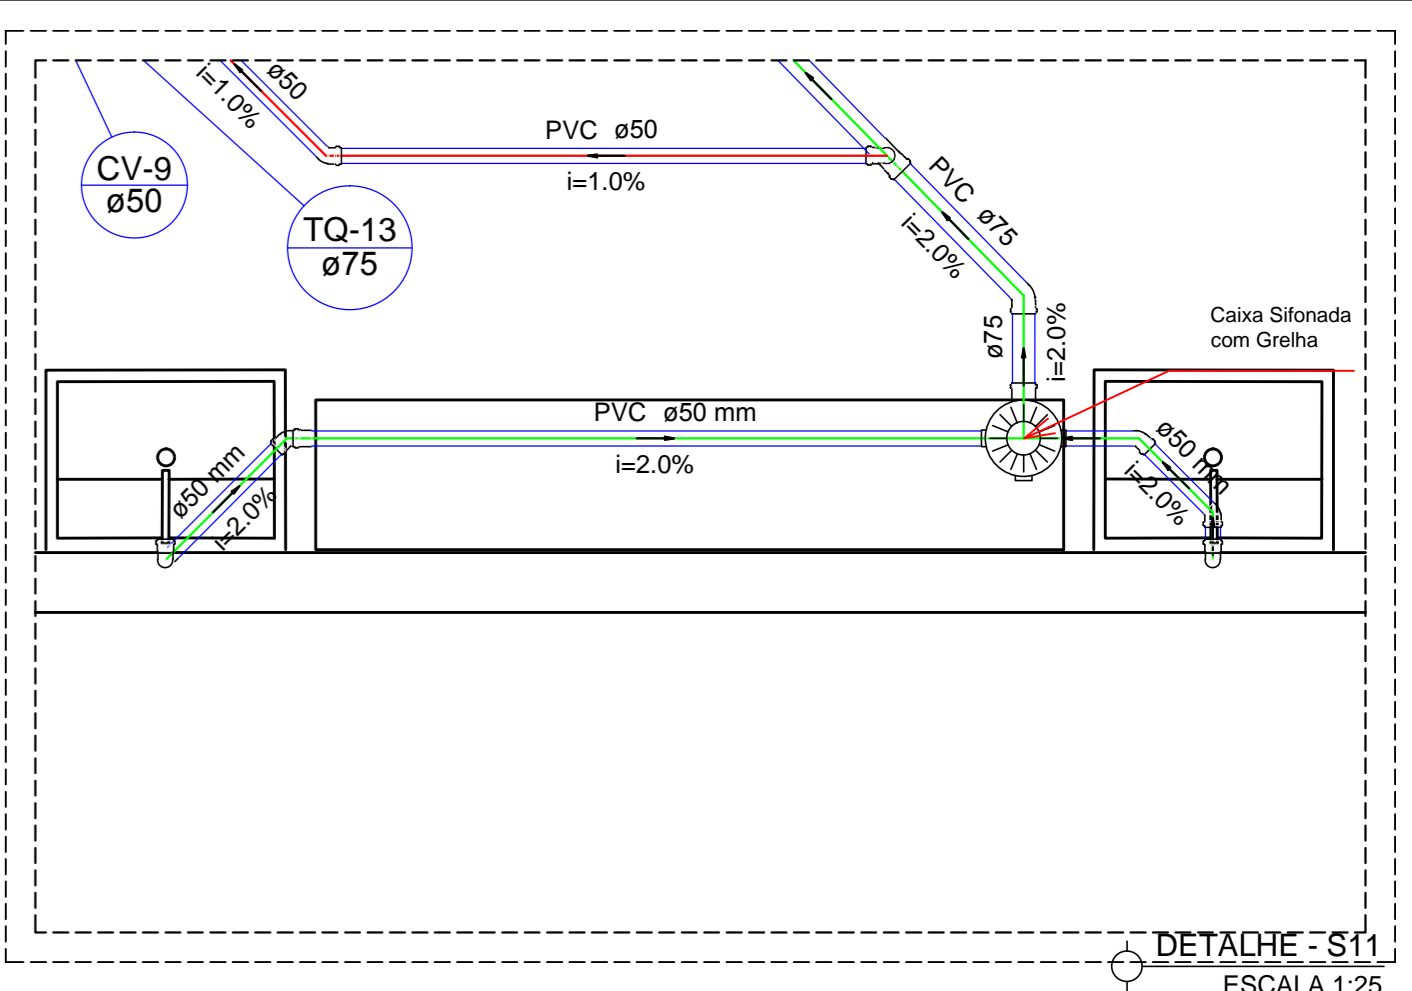 ø50
i=1.0%
PVC ø50
i=1.0%
CV-9
ø50
TQ-13
ø75
PVC ø75
i=2.0%
ø75
i=2.0%
Caixa Sifonada
com Grelha
PVC ø50 mm
i=2.0%
ø50 mm
i=2.0%
ø50 mm
i=2.0%
DETALHE - S11
ESCALA 1:25